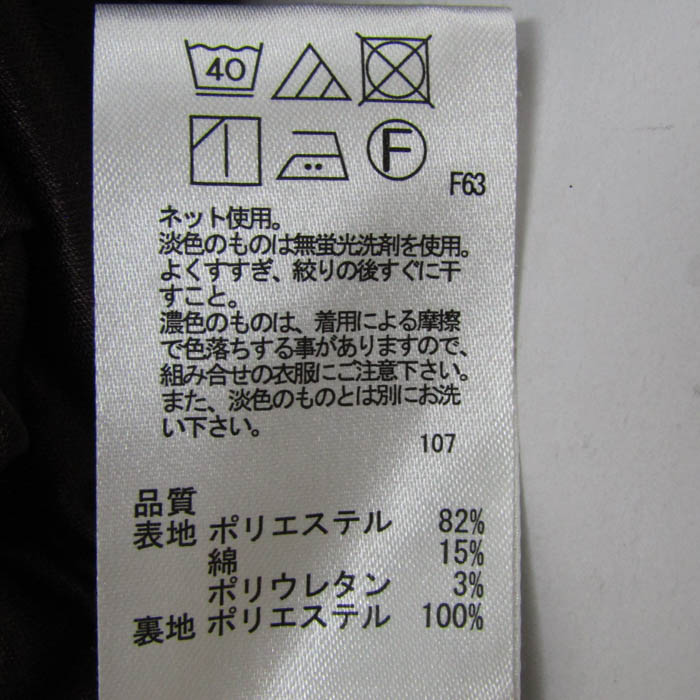 40
F
F63
ネット使用。
淡色のものは無蛍光洗剤を使用。
よくすすぎ、絞りの後すぐに干
すこと。
濃色のものは、着用による摩擦
で色落ちする事がありますので、
組み合せの衣服にご注意下さい。
また、淡色のものとは別にお洗
い下さい。
107
品質
表地 ポリエステル 82%
綿 15%
ポリウレタン 3%
裏地 ポリエステル 100%